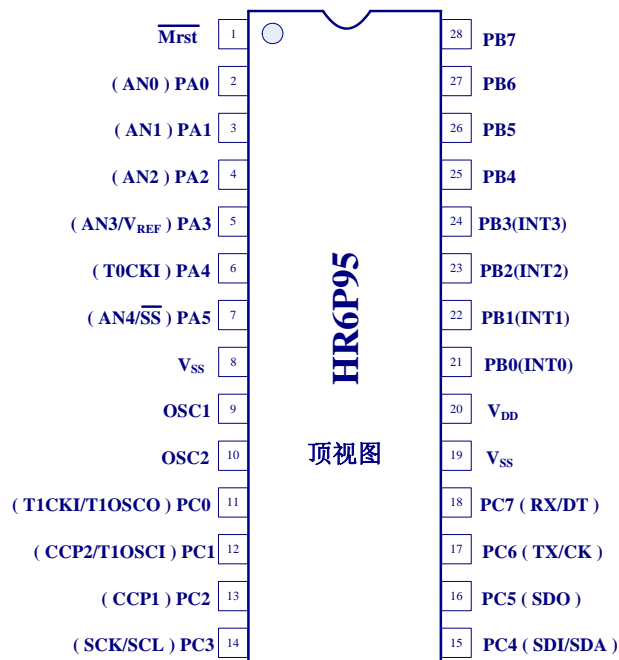 Mrst 1 28 PB7
( AN0 ) PA0 2 27 PB6
( AN1 ) PA1 3 26 PB5
( AN2 ) PA2 4 25 PB4
( AN3/VREF ) PA3 5 24 PB3(INT3)
( T0CKI ) PA4 6 23 PB2(INT2)
( AN4/SS ) PA5 7 22 PB1(INT1)
VSS 8 21 PB0(INT0)
OSC1 9 20 VDD
OSC2 10 19 VSS
( T1CKI/T1OSCO ) PC0 11 18 PC7 ( RX/DT )
( CCP2/T1OSCI ) PC1 12 17 PC6 ( TX/CK )
( CCP1 ) PC2 13 16 PC5 ( SDO )
( SCK/SCL ) PC3 14 15 PC4 ( SDI/SDA )
HR6P95
顶视图